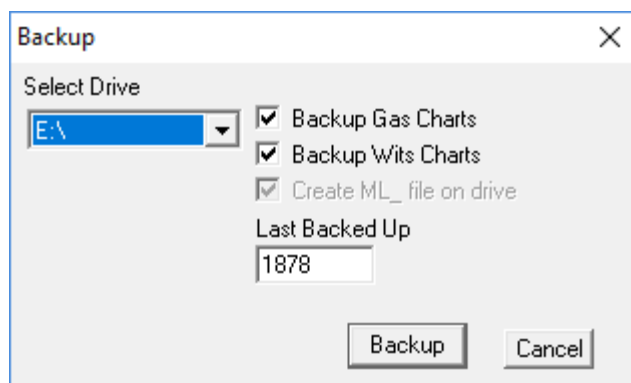 Backup
Select Drive
E:\
Backup Gas Charts
Backup Wits Charts
Create ML_ file on drive
Last Backed Up
1878
Backup
Cancel